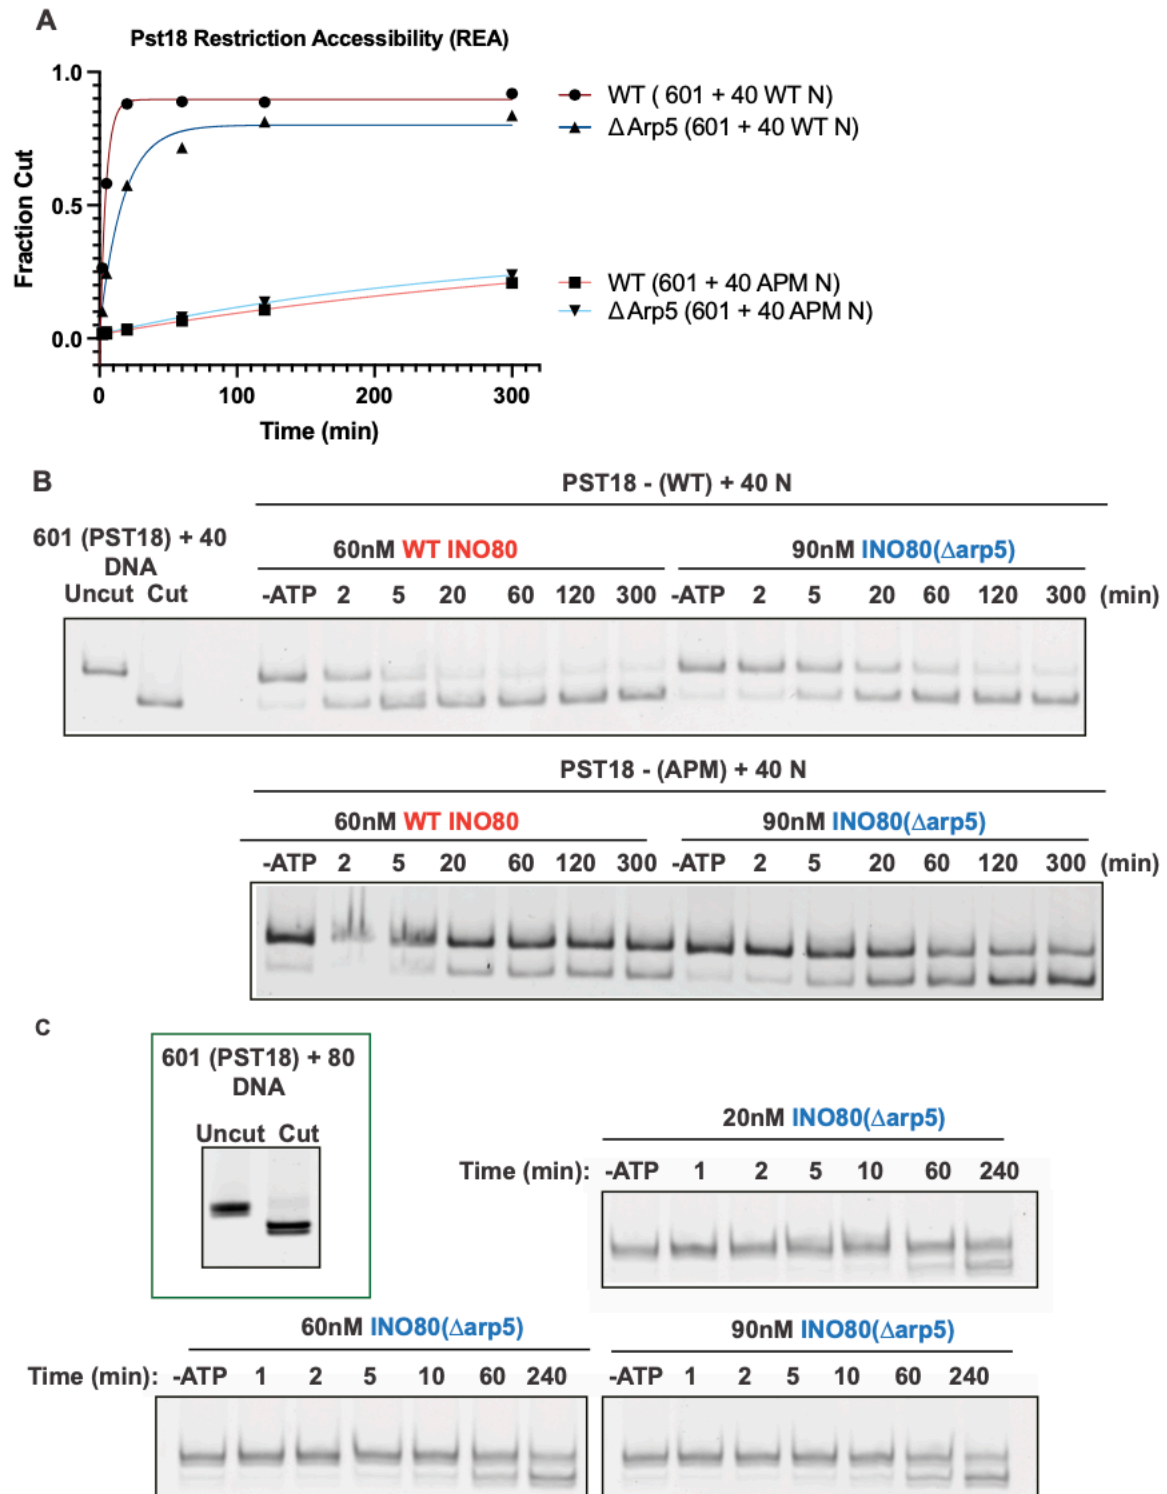 A
Pst18 Restriction Accessibility (REA)
1.0
0.5
0.0
Fraction Cut
0
100
200
300
Time (min)
WT ( 601 + 40 WT N)
Δ Arp5 (601 + 40 WT N)
WT (601 + 40 APM N)
Δ Arp5 (601 + 40 APM N)
B
PST18 - (WT) + 40 N
601 (PST18) + 40
DNA
Uncut Cut
60nM WT INO80
90nM INO80(Δarp5)
-ATP 2 5 20 60 120 300 -ATP 2 5 20 60 120 300 (min)
PST18 - (APM) + 40 N
60nM WT INO80
90nM INO80(Δarp5)
-ATP 2 5 20 60 120 300 -ATP 2 5 20 60 120 300 (min)
C
601 (PST18) + 80
DNA
Uncut Cut
20nM INO80(Δarp5)
Time (min): -ATP 1 2 5 10 60 240
60nM INO80(Δarp5)
Time (min): -ATP 1 2 5 10 60 240
90nM INO80(Δarp5)
-ATP 1 2 5 10 60 240